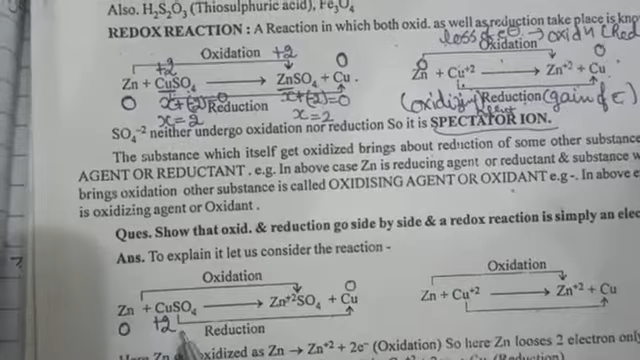 Also. H₂S₂O₃ (Thiosulphuric acid), Fe₃O₄
REDOX REACTION : A Reaction in which both oxid. as well as reduction take place is
loss of → oxidn
Oxidation +2 0 Oxidation 0
+2
Zn + CuSO₄ → ZnSO₄ + Cu . Zn + Cu⁺² → Zn⁺² + Cu
0 x+(-2)=0 Reduction x+(-2)=0 (oxidizing Reduction (gain of e)
x=2 x=2
SO₄⁻² neither undergo oxidation nor reduction So it is SPECTATOR ION.
The substance which itself get oxidized brings about reduction of some other substance
AGENT OR REDUCTANT . e.g. In above case Zn is reducing agent or reductant & substance
brings oxidation other substance is called OXIDISING AGENT OR OXIDANT e.g-. In above
is oxidizing agent or Oxidant .
Ques. Show that oxid. & reduction go side by side & a redox reaction is simply an
Ans. To explain it let us consider the reaction -
Oxidation 0 Oxidation
Zn + CuSO₄ → Zn⁺²SO₄ + Cu Zn + Cu⁺² → Zn⁺² + Cu
0 +2 Reduction
Here Zn oxidized as Zn → Zn⁺² + 2e⁻ (Oxidation) So here Zn looses 2 electron only